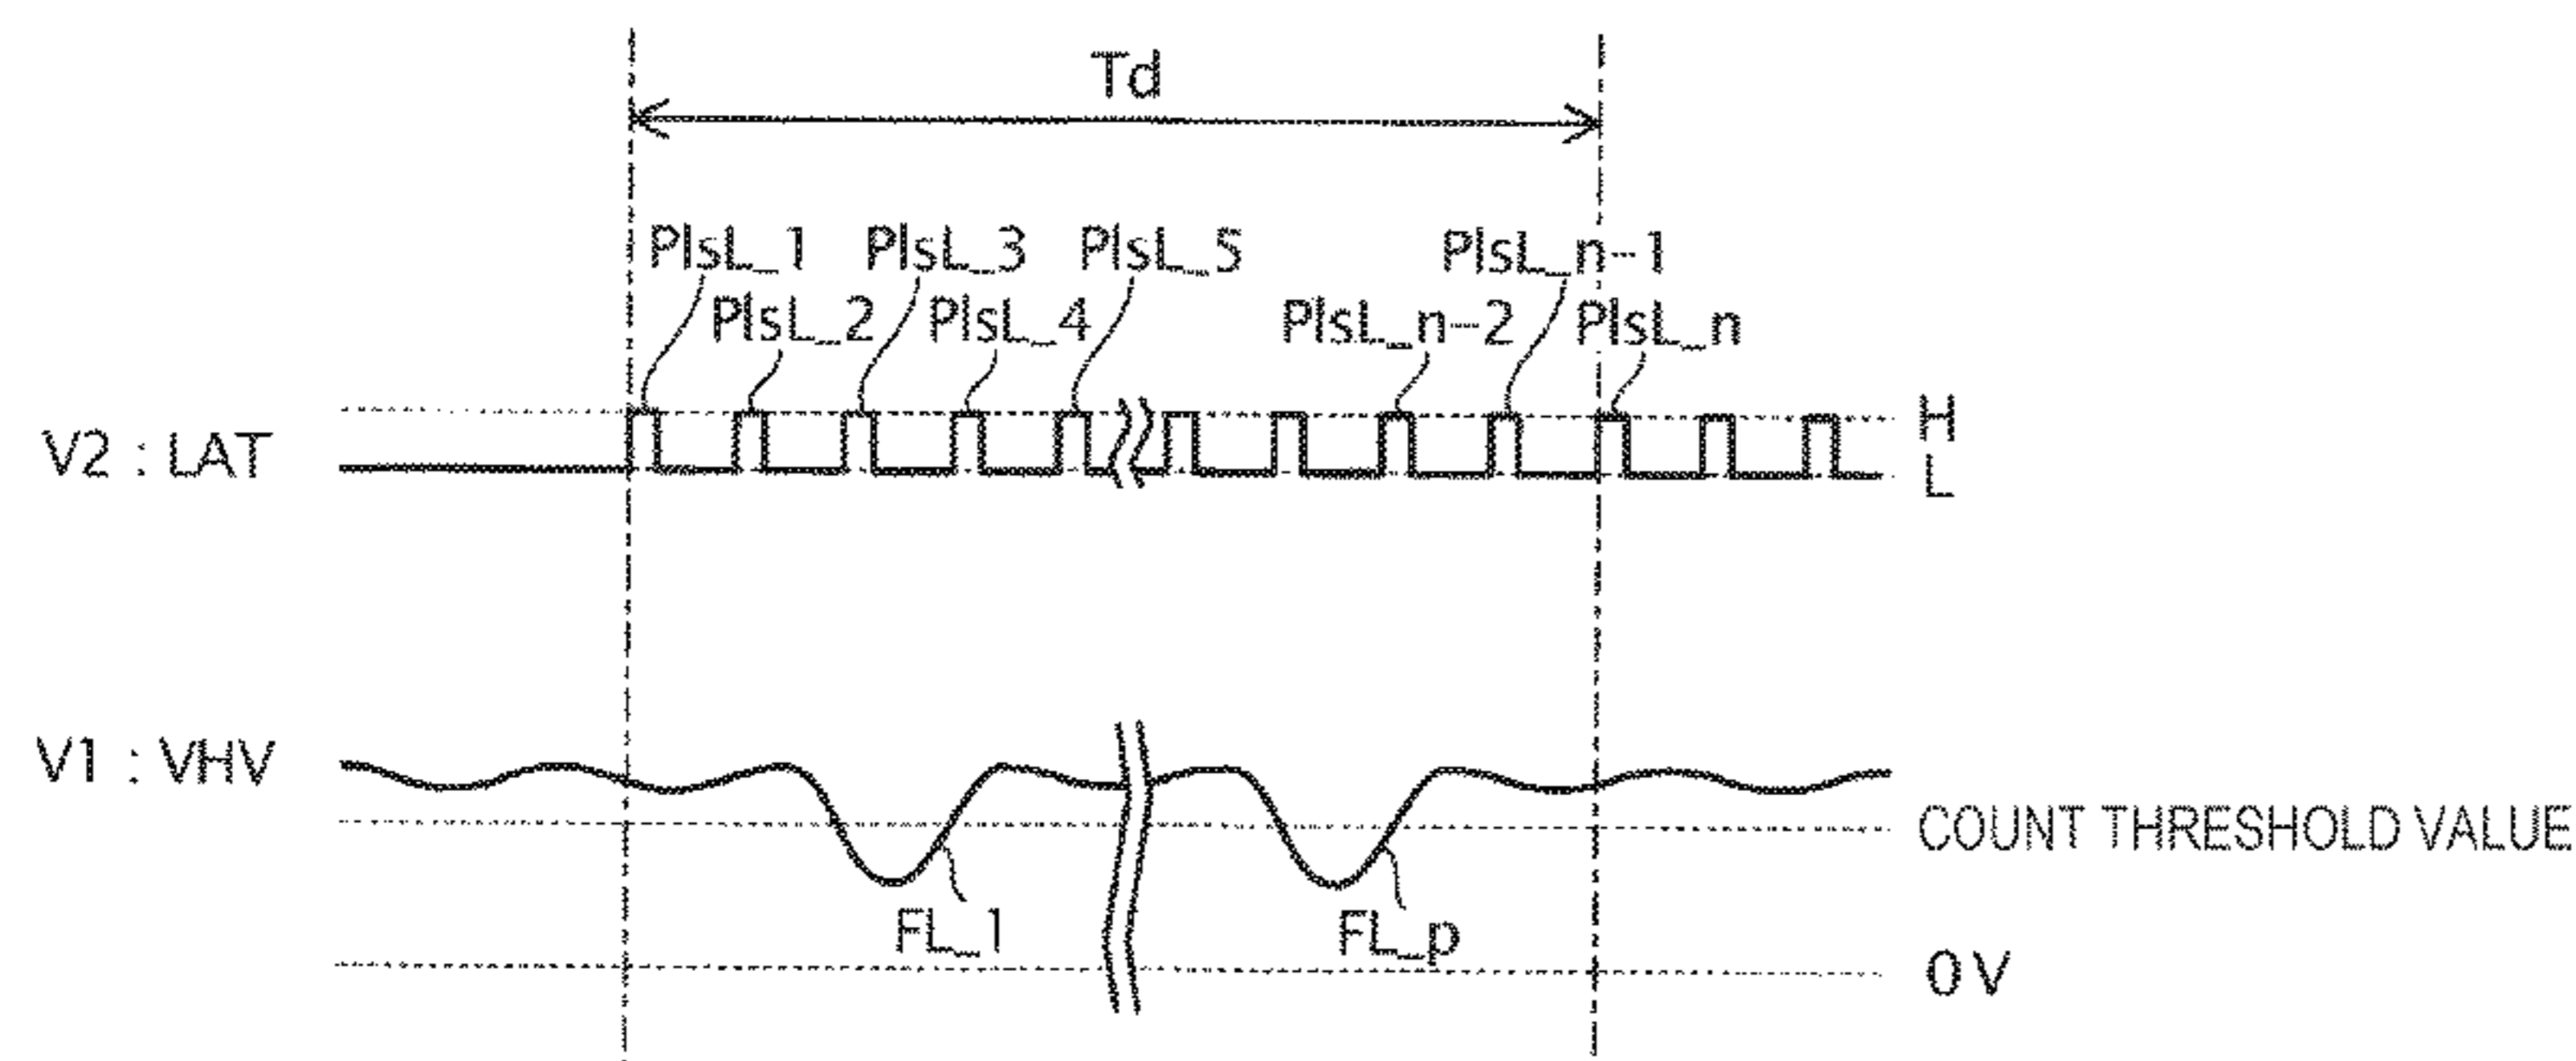 Td
PlsL_1 PlsL_3 PlsL_5 PlsL_n-1
PlsL_2 PlsL_4 PlsL_n-2 PlsL_n
H
V2 : LAT
L
V1 : VHV
COUNT THRESHOLD VALUE
FL_1 FL_p
0 V